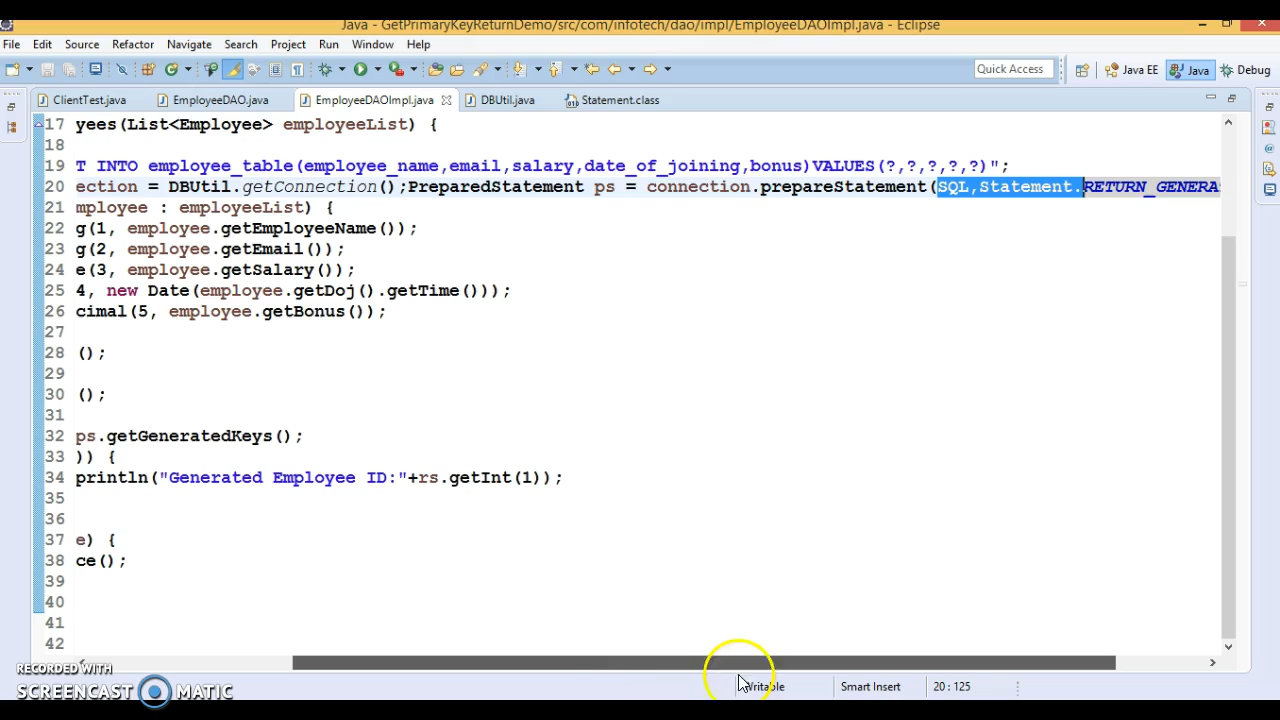 Java - GetPrimaryKeyReturnDemo/src/com/infotech/dao/impl/EmployeeDAOImpl.java - Eclipse
File Edit Source Refactor Navigate Search Project Run Window Help
Quick Access Java EE Java Debug
ClientTest.java EmployeeDAO.java EmployeeDAOImpl.java DBUtil.java Statement.class
17 yees(List<Employee> employeeList) {
18
19 T INTO employee_table(employee_name,email,salary,date_of_joining,bonus)VALUES(?,?,?,?,?)";
20 ection = DBUtil.getConnection();PreparedStatement ps = connection.prepareStatement(SQL,Statement.RETURN_GENERA
21 mployee : employeeList) {
22 g(1, employee.getEmployeeName());
23 g(2, employee.getEmail());
24 e(3, employee.getSalary());
25 4, new Date(employee.getDoj().getTime()));
26 cimal(5, employee.getBonus());
27
28 ();
29
30 ();
31
32 ps.getGeneratedKeys();
33 )) {
34 println("Generated Employee ID:"+rs.getInt(1));
35
36
37 e) {
38 ce();
39
40
41
42
RECORDED WITH
SCREENCAST MATIC
Writable Smart Insert 20 : 125